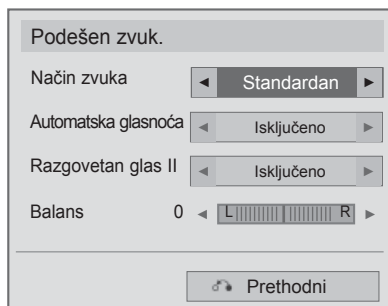 Podešen zvuk.
Način zvuka ◄ Standardan ►
Automatska glasnoća ◄ Isključeno ►
Razgovetan glas II ◄ Isključeno ►
Balans 0 ◄ L R ►
Prethodni